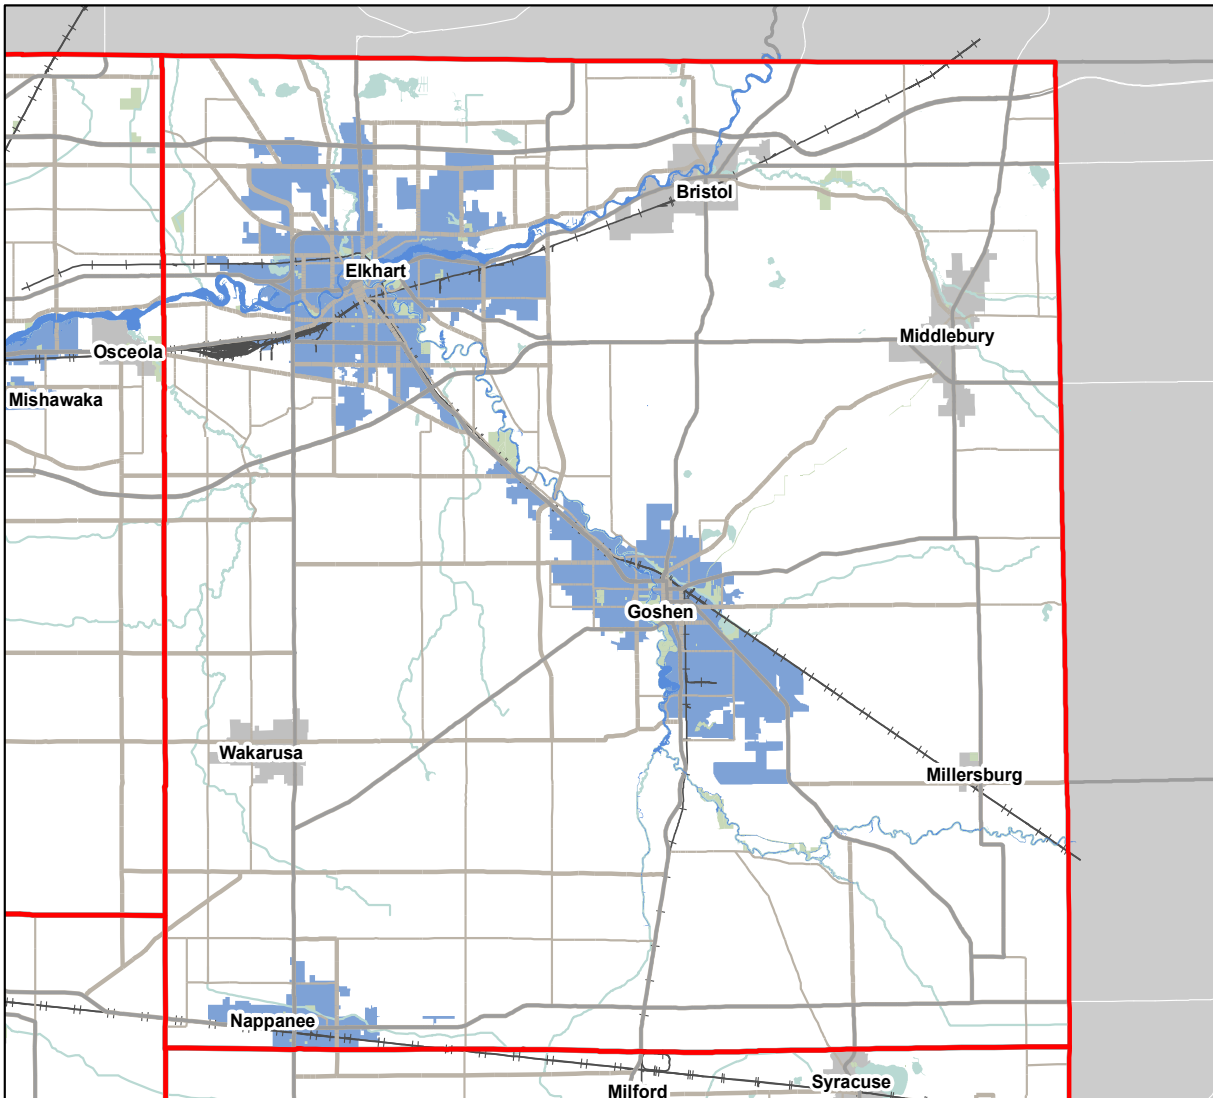 Bristol
Elkhart
Middlebury
Osceola
Mishawaka
Goshen
Wakarusa
Millersburg
Nappanee
Syracuse
Milford